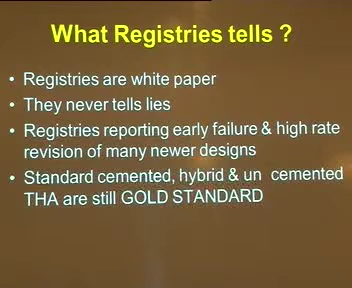 What Registries tells ?
• Registries are white paper
• They never tells lies
• Registries reporting early failure & high rate
revision of many newer designs
• Standard cemented, hybrid & un cemented
THA are still GOLD STANDARD